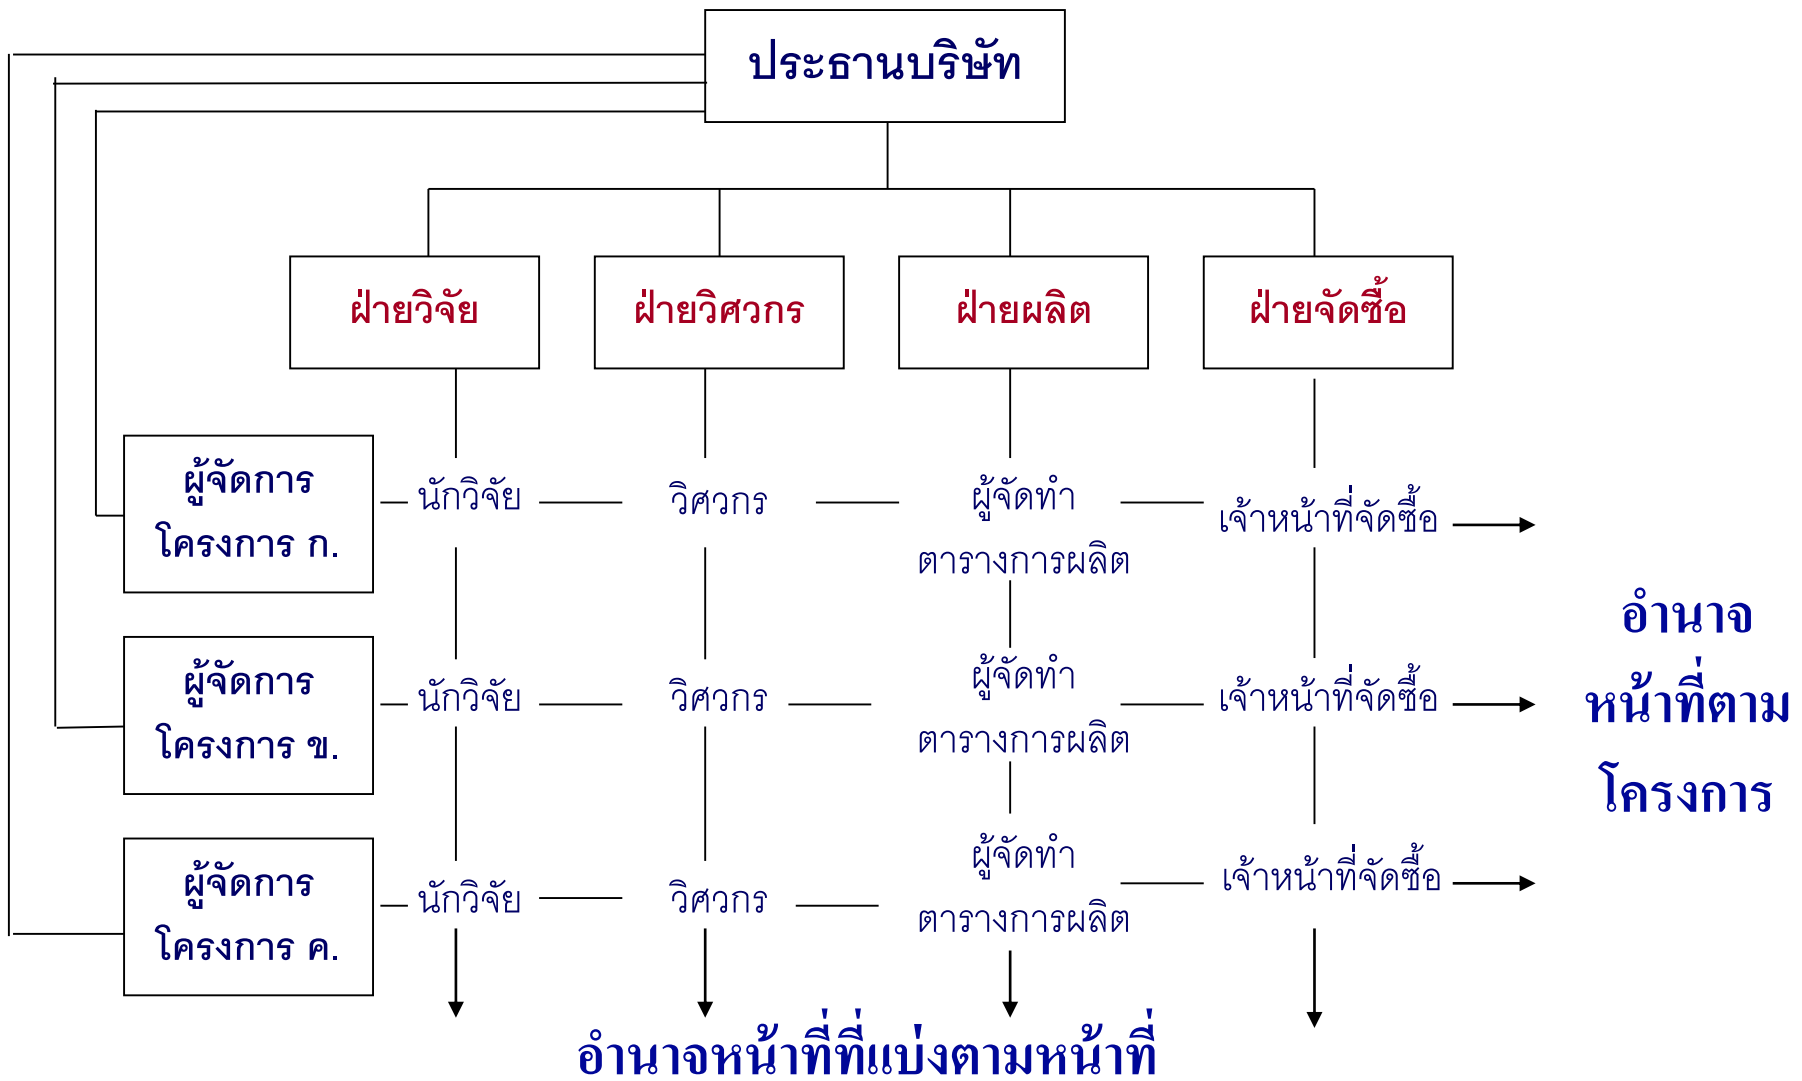 ประธานบริษัท
ฝ่ายวิจัย
ฝ่ายวิศวกร
ฝ่ายผลิต
ฝ่ายจัดซื้อ
ผู้จัดการ
โครงการ ก.
นักวิจัย
วิศวกร
ผู้จัดทำ
ตารางการผลิต
เจ้าหน้าที่จัดซื้อ
ผู้จัดการ
โครงการ ข.
นักวิจัย
วิศวกร
ผู้จัดทำ
ตารางการผลิต
เจ้าหน้าที่จัดซื้อ
ผู้จัดการ
โครงการ ค.
นักวิจัย
วิศวกร
ผู้จัดทำ
ตารางการผลิต
เจ้าหน้าที่จัดซื้อ
อำนาจ
หน้าที่ตาม
โครงการ
อำนาจหน้าที่ที่แบ่งตามหน้าที่